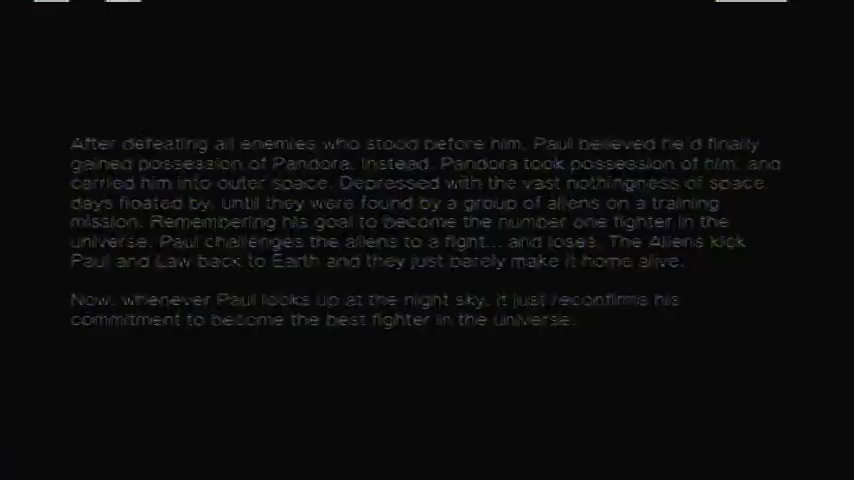 After defeating all enemies who stood before him, Paul believed he'd finally
gained possession of Pandora. Instead, Pandora took possession of him, and
carried him into outer space. Depressed with the vast nothingness of space,
days floated by, until they were found by a group of aliens on a training
mission. Remembering his goal to become the number one fighter in the
universe, Paul challenges the aliens to a fight... and loses. The Aliens kick
Paul and Law back to Earth and they just barely make it home alive.
Now, whenever Paul looks up at the night sky, it just reconfirms his
commitment to become the best fighter in the universe.